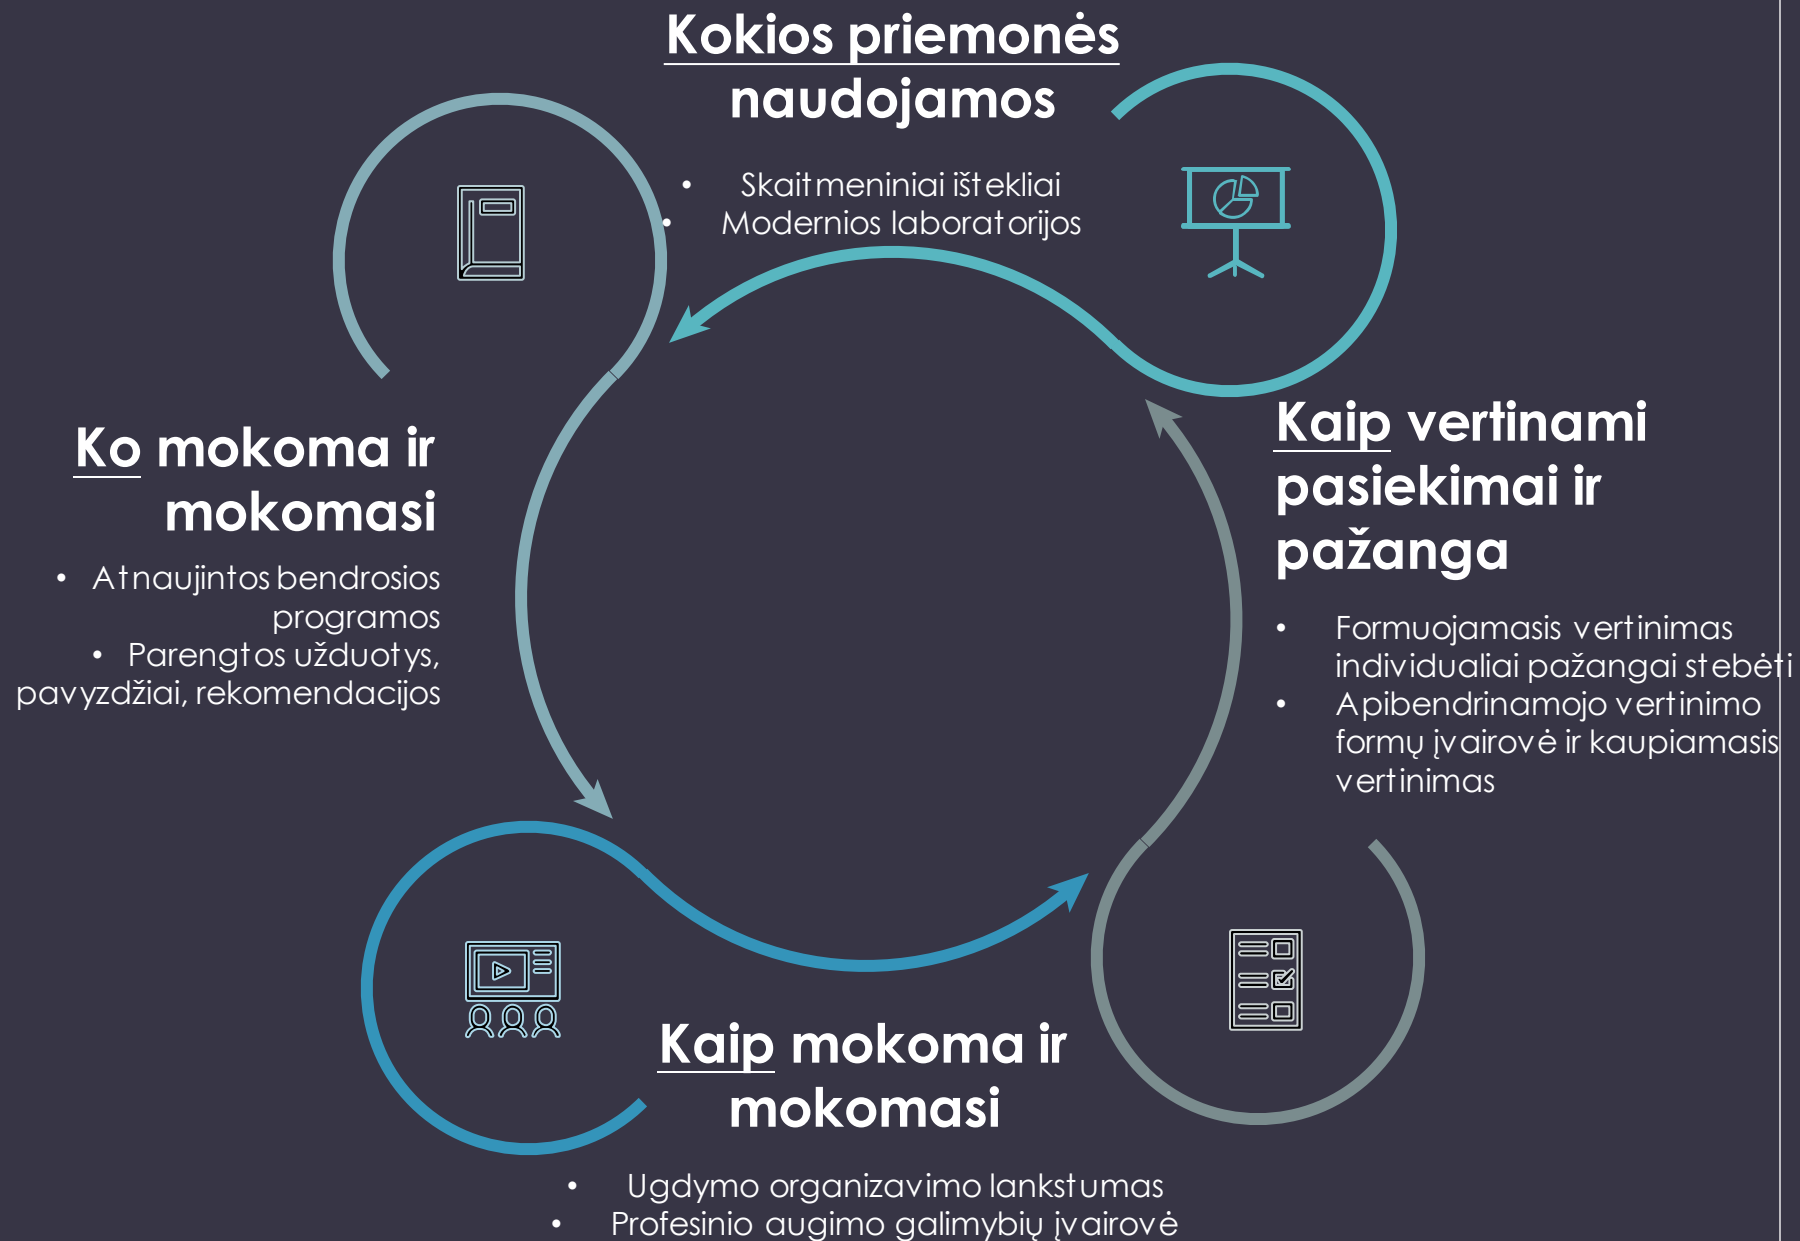 Kokios priemonės
naudojamos
• Skaitmeniniai ištekliai
• Modernios laboratorijos
Ko mokoma ir
mokomasi
• Atnaujintos bendrosios
programos
• Parengtos užduotys,
pavyzdžiai, rekomendacijos
Kaip vertinami
pasiekimai ir
pažanga
• Formuojamasis vertinimas
individualiai pažangai stebėti
• Apibendrinamojo vertinimo
formų įvairovė ir kaupiamasis
vertinimas
Kaip mokoma ir
mokomasi
• Ugdymo organizavimo lankstumas
• Profesinio augimo galimybių įvairovė